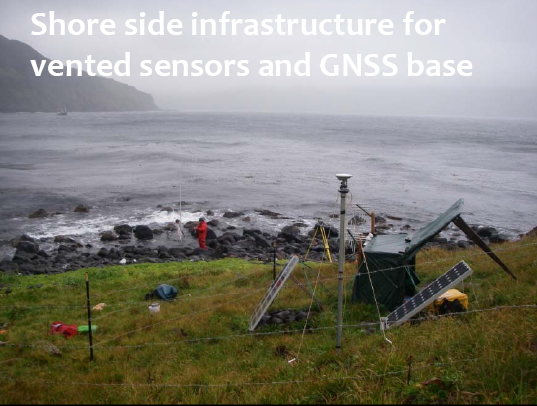 Shore side infrastructure for
vented sensors and GNSS base